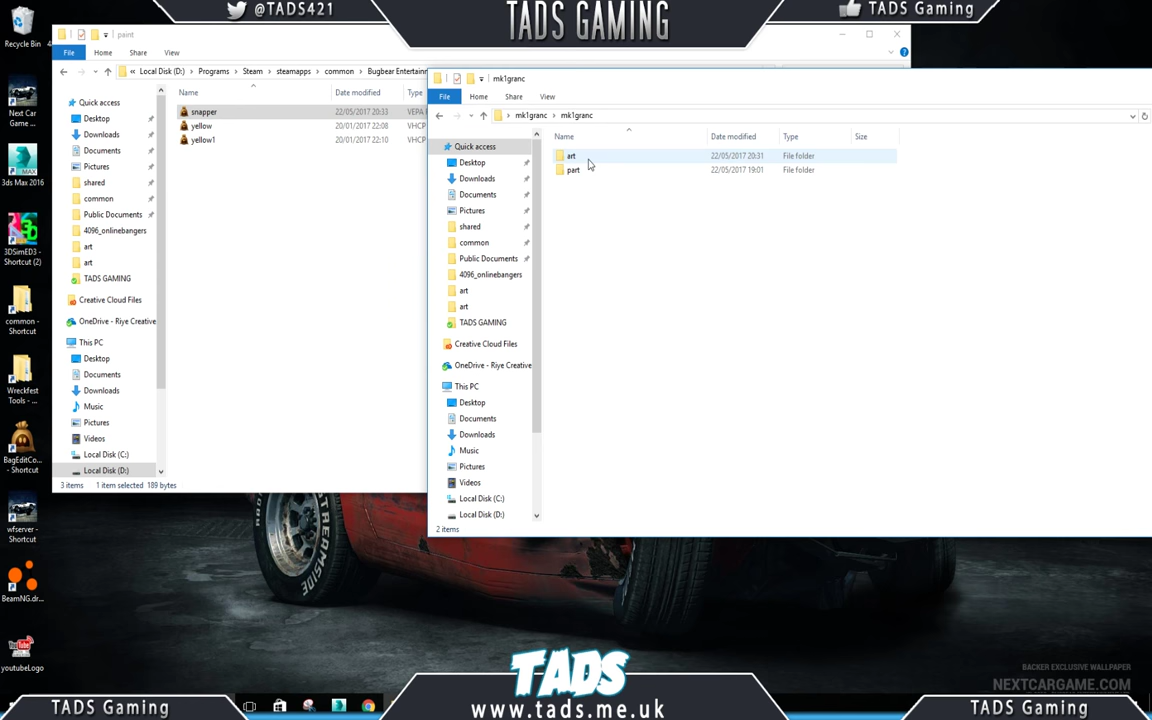 @TADS421
TADS GAMING
TADS Gaming
Recycle Bin
Next Car
Game ...
3ds Max 2016
3DSimED3 -
Shortcut (2)
common -
Shortcut
Wreckfest
Tools - ...
BagEditCo...
- Shortcut
wfserver -
Shortcut
BeamNG.dr...
youtubeLogo
paint
File Home Share View
« Local Disk (D:) › Programs › Steam › steamapps › common › Bugbear Entertainm
Name Date modified Type
Quick access
Desktop
Downloads
Documents
Pictures
shared
common
Public Documents
4096_onlinebangers
art
art
TADS GAMING
Creative Cloud Files
OneDrive - Riye Creative
This PC
Desktop
Documents
Downloads
Music
Pictures
Videos
Local Disk (C:)
Local Disk (D:)
snapper 22/05/2017 20:33 VEPA F
yellow 20/01/2017 22:08 VHCP
yellow1 20/01/2017 22:10 VHCP
3 items 1 item selected 189 bytes
mk1granc
File Home Share View
› mk1granc › mk1granc
Name Date modified Type Size
Quick access
Desktop
Downloads
Documents
Pictures
shared
common
Public Documents
4096_onlinebangers
art
art
TADS GAMING
Creative Cloud Files
OneDrive - Riye Creative
This PC
Desktop
Documents
Downloads
Music
Pictures
Videos
Local Disk (C:)
Local Disk (D:)
art 22/05/2017 20:31 File folder
part 22/05/2017 19:01 File folder
2 items
STREAMSIDE
BACKER EXCLUSIVE WALLPAPER
NEXTCARGAME.COM
TADS Gaming
TADS
www.tads.me.uk
TADS Gaming